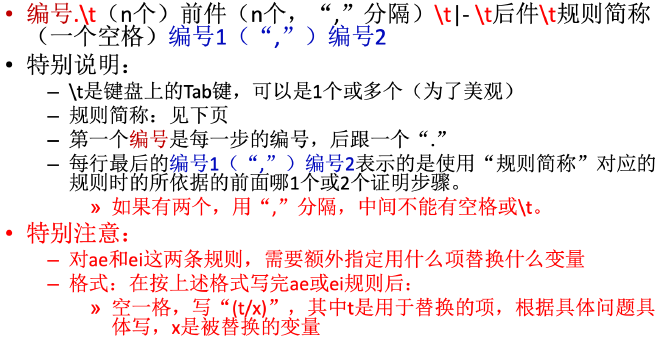 • 编号.\t（n个）前件（n个，“,”分隔）\t|- \t后件\t规则简称
（一个空格）编号1（“,”）编号2
• 特别说明：
– \t是键盘上的Tab键，可以是1个或多个（为了美观）
– 规则简称：见下页
– 第一个编号是每一步的编号，后跟一个“.”
– 每行最后的编号1（“,”）编号2表示的是使用“规则简称”对应的
规则时的所依据的前面哪1个或2个证明步骤。
» 如果有两个，用“,”分隔，中间不能有空格或\t。
• 特别注意：
– 对ae和ei这两条规则，需要额外指定用什么项替换什么变量
– 格式：在按上述格式写完ae或ei规则后：
» 空一格，写“(t/x)”，其中t是用于替换的项，根据具体问题具
体写，x是被替换的变量